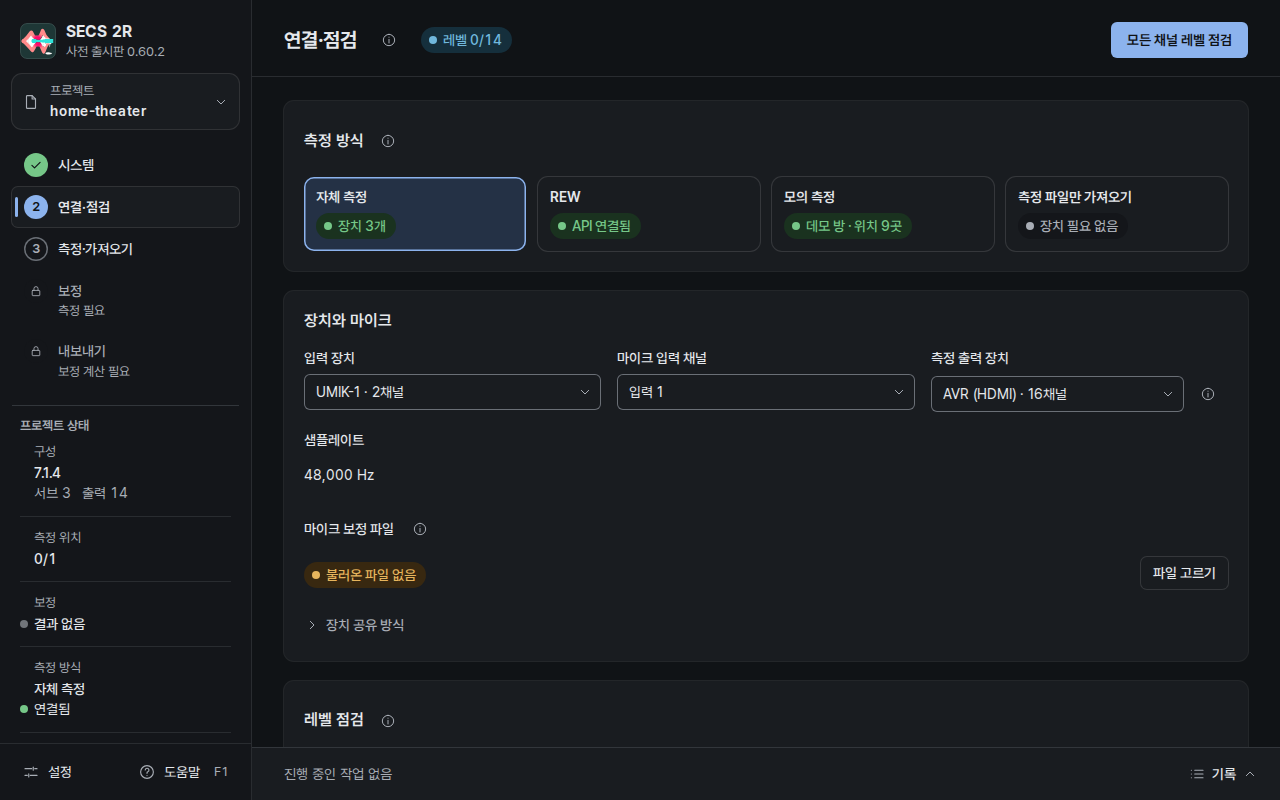 SECS 2R
사전 출시판 0.60.2
프로젝트
home-theater
시스템
2 연결·점검
3 측정·가져오기
보정
측정 필요
내보내기
보정 계산 필요
프로젝트 상태
구성
7.1.4
서브 3 출력 14
측정 위치
0/1
보정
결과 없음
측정 방식
자체 측정
연결됨
설정 도움말 F1
연결·점검 레벨 0/14 모든 채널 레벨 점검
측정 방식
자체 측정
장치 3개
REW
API 연결됨
모의 측정
데모 방 · 위치 9곳
측정 파일만 가져오기
장치 필요 없음
장치와 마이크
입력 장치
UMIK-1 · 2채널
마이크 입력 채널
입력 1
측정 출력 장치
AVR (HDMI) · 16채널
샘플레이트
48,000 Hz
마이크 보정 파일
불러온 파일 없음 파일 고르기
장치 공유 방식
레벨 점검
진행 중인 작업 없음 기록